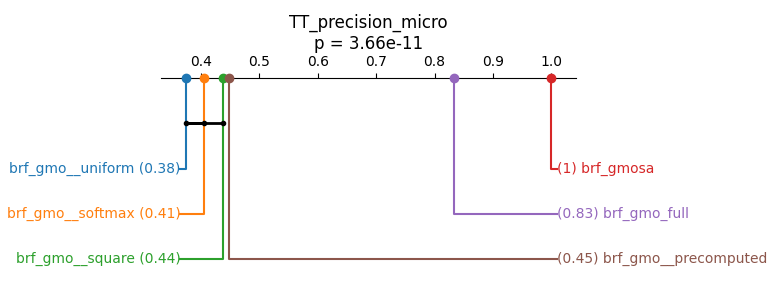 TT_precision_micro
p = 3.66e-11
0.4 0.5 0.6 0.7 0.8 0.9 1.0
brf_gmo__uniform (0.38)
(1) brf_gmosa
brf_gmo__softmax (0.41)
(0.83) brf_gmo_full
brf_gmo__square (0.44)
(0.45) brf_gmo__precomputed